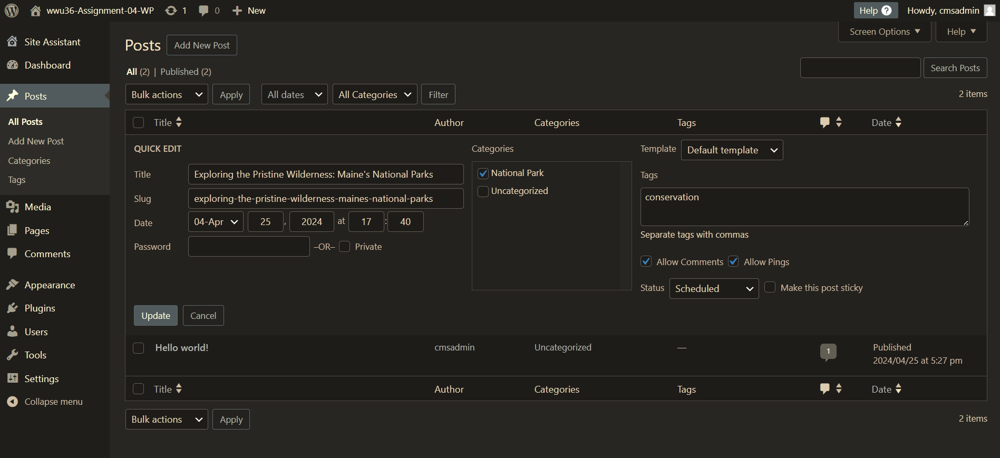 wwu36-Assignment-04-WP 1 0 New Help ? Howdy, cmsadmin
Site Assistant
Dashboard
Posts
All Posts
Add New Post
Categories
Tags
Media
Pages
Comments
Appearance
Plugins
Users
Tools
Settings
Collapse menu
Screen Options Help
Posts Add New Post
All (2) | Published (2)
Search Posts
Bulk actions Apply All dates All Categories Filter 2 items
Title Author Categories Tags Date
QUICK EDIT
Title Exploring the Pristine Wilderness: Maine's National Parks
Slug exploring-the-pristine-wilderness-maines-national-parks
Date 04-Apr 25 , 2024 at 17 : 40
Password –OR– Private
Categories
National Park
Uncategorized
Template Default template
Tags
conservation
Separate tags with commas
Allow Comments Allow Pings
Status Scheduled Make this post sticky
Update Cancel
Hello world! cmsadmin Uncategorized — 1 Published
2024/04/25 at 5:27 pm
Title Author Categories Tags Date
Bulk actions Apply 2 items